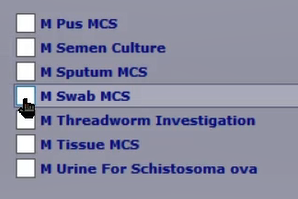 M Pus MCS
M Semen Culture
M Sputum MCS
M Swab MCS
M Threadworm Investigation
M Tissue MCS
M Urine For Schistosoma ova